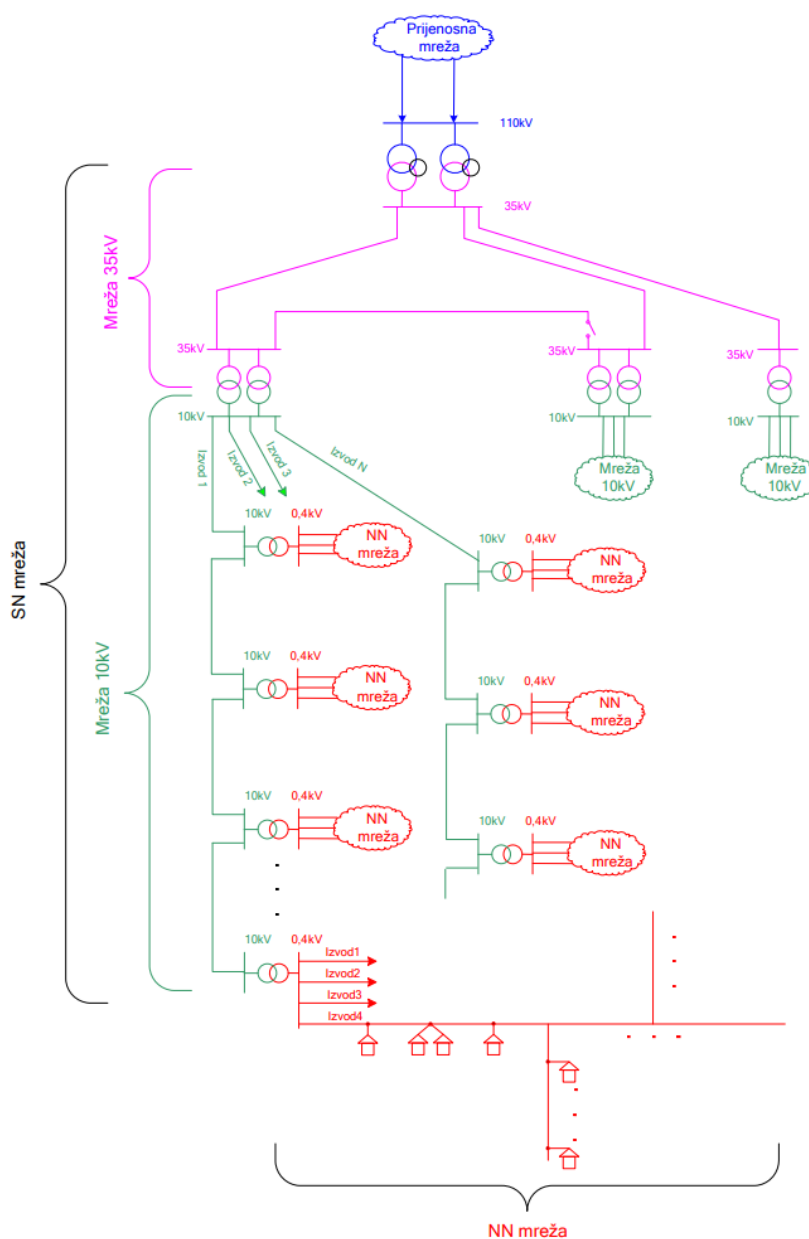 Prijenosna
mreža
110kV
35kV
SN mreža
Mreža 35kV
35kV
35kV
35kV
10kV
10kV
10kV
Izvod 1
Izvod 2
Izvod 3
Izvod N
Mreža
10kV
Mreža
10kV
Mreža 10kV
10kV
0,4kV
NN
mreža
10kV
0,4kV
NN
mreža
10kV
0,4kV
NN
mreža
10kV
0,4kV
NN
mreža
10kV
0,4kV
NN
mreža
10kV
0,4kV
NN
mreža
10kV
0,4kV
Izvod1
Izvod2
Izvod3
Izvod4
NN mreža